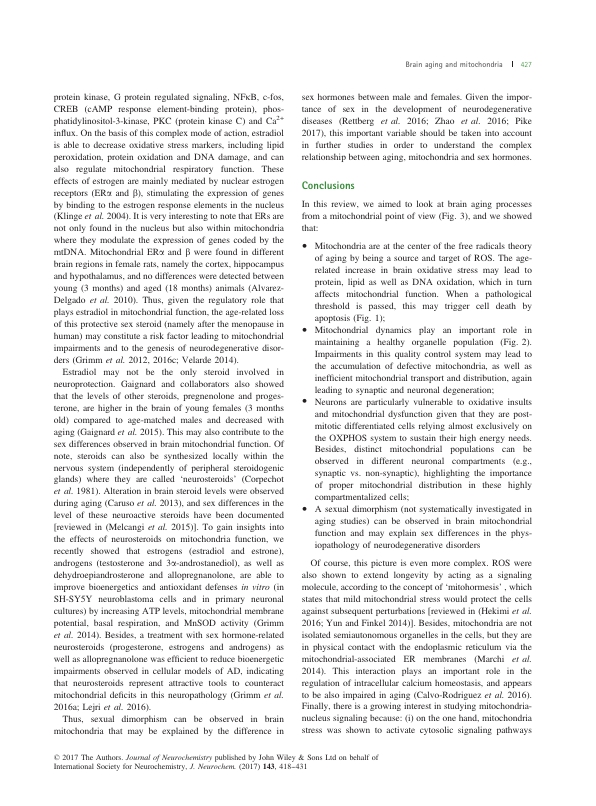 Brain aging and mitochondria | 427
protein kinase, G protein regulated signaling, NFκB, c-fos,
CREB (cAMP response element-binding protein), phos-
phatidylinositol-3-kinase, PKC (protein kinase C) and Ca2+
influx. On the basis of this complex mode of action, estradiol
is able to decrease oxidative stress markers, including lipid
peroxidation, protein oxidation and DNA damage, and can
also regulate mitochondrial respiratory function. These
effects of estrogen are mainly mediated by nuclear estrogen
receptors (ERα and β), stimulating the expression of genes
by binding to the estrogen response elements in the nucleus
(Klinge et al. 2004). It is very interesting to note that ERs are
not only found in the nucleus but also within mitochondria
where they modulate the expression of genes coded by the
mtDNA. Mitochondrial ERα and β were found in different
brain regions in female rats, namely the cortex, hippocampus
and hypothalamus, and no differences were detected between
young (3 months) and aged (18 months) animals (Alvarez-
Delgado et al. 2010). Thus, given the regulatory role that
plays estradiol in mitochondrial function, the age-related loss
of this protective sex steroid (namely after the menopause in
human) may constitute a risk factor leading to mitochondrial
impairments and to the genesis of neurodegenerative disor-
ders (Grimm et al. 2012, 2016c; Velarde 2014).
Estradiol may not be the only steroid involved in
neuroprotection. Gaignard and collaborators also showed
that the levels of other steroids, pregnenolone and proges-
terone, are higher in the brain of young females (3 months
old) compared to age-matched males and decreased with
aging (Gaignard et al. 2015). This may also contribute to the
sex differences observed in brain mitochondrial function. Of
note, steroids can also be synthesized locally within the
nervous system (independently of peripheral steroidogenic
glands) where they are called 'neurosteroids' (Corpechot
et al. 1981). Alteration in brain steroid levels were observed
during aging (Caruso et al. 2013), and sex differences in the
level of these neuroactive steroids have been documented
[reviewed in (Melcangi et al. 2015)]. To gain insights into
the effects of neurosteroids on mitochondria function, we
recently showed that estrogens (estradiol and estrone),
androgens (testosterone and 3α-androstanediol), as well as
dehydroepiandrosterone and allopregnanolone, are able to
improve bioenergetics and antioxidant defenses in vitro (in
SH-SY5Y neuroblastoma cells and in primary neuronal
cultures) by increasing ATP levels, mitochondrial membrane
potential, basal respiration, and MnSOD activity (Grimm
et al. 2014). Besides, a treatment with sex hormone-related
neurosteroids (progesterone, estrogens and androgens) as
well as allopregnanolone was efficient to reduce bioenergetic
impairments observed in cellular models of AD, indicating
that neurosteroids represent attractive tools to counteract
mitochondrial deficits in this neuropathology (Grimm et al.
2016a; Lejri et al. 2016).
Thus, sexual dimorphism can be observed in brain
mitochondria that may be explained by the difference in
sex hormones between male and females. Given the impor-
tance of sex in the development of neurodegenerative
diseases (Rettberg et al. 2016; Zhao et al. 2016; Pike
2017), this important variable should be taken into account
in further studies in order to understand the complex
relationship between aging, mitochondria and sex hormones.
Conclusions
In this review, we aimed to look at brain aging processes
from a mitochondrial point of view (Fig. 3), and we showed
that:
● Mitochondria are at the center of the free radicals theory
of aging by being a source and target of ROS. The age-
related increase in brain oxidative stress may lead to
protein, lipid as well as DNA oxidation, which in turn
affects mitochondrial function. When a pathological
threshold is passed, this may trigger cell death by
apoptosis (Fig. 1);
● Mitochondrial dynamics play an important role in
maintaining a healthy organelle population (Fig. 2).
Impairments in this quality control system may lead to
the accumulation of defective mitochondria, as well as
inefficient mitochondrial transport and distribution, again
leading to synaptic and neuronal degeneration;
● Neurons are particularly vulnerable to oxidative insults
and mitochondrial dysfunction given that they are post-
mitotic differentiated cells relying almost exclusively on
the OXPHOS system to sustain their high energy needs.
Besides, distinct mitochondrial populations can be
observed in different neuronal compartments (e.g.,
synaptic vs. non-synaptic), highlighting the importance
of proper mitochondrial distribution in these highly
compartmentalized cells;
● A sexual dimorphism (not systematically investigated in
aging studies) can be observed in brain mitochondrial
function and may explain sex differences in the phys-
iopathology of neurodegenerative disorders
Of course, this picture is even more complex. ROS were
also shown to extend longevity by acting as a signaling
molecule, according to the concept of 'mitohormesis' , which
states that mild mitochondrial stress would protect the cells
against subsequent perturbations [reviewed in (Hekimi et al.
2016; Yun and Finkel 2014)]. Besides, mitochondria are not
isolated semiautonomous organelles in the cells, but they are
in physical contact with the endoplasmic reticulum via the
mitochondrial-associated ER membranes (Marchi et al.
2014). This interaction plays an important role in the
regulation of intracellular calcium homeostasis, and appears
to be also impaired in aging (Calvo-Rodriguez et al. 2016).
Finally, there is a growing interest in studying mitochondria-
nucleus signaling because: (i) on the one hand, mitochondria
stress was shown to activate cytosolic signaling pathways
© 2017 The Authors. Journal of Neurochemistry published by John Wiley & Sons Ltd on behalf of
International Society for Neurochemistry, J. Neurochem. (2017) 143, 418–431